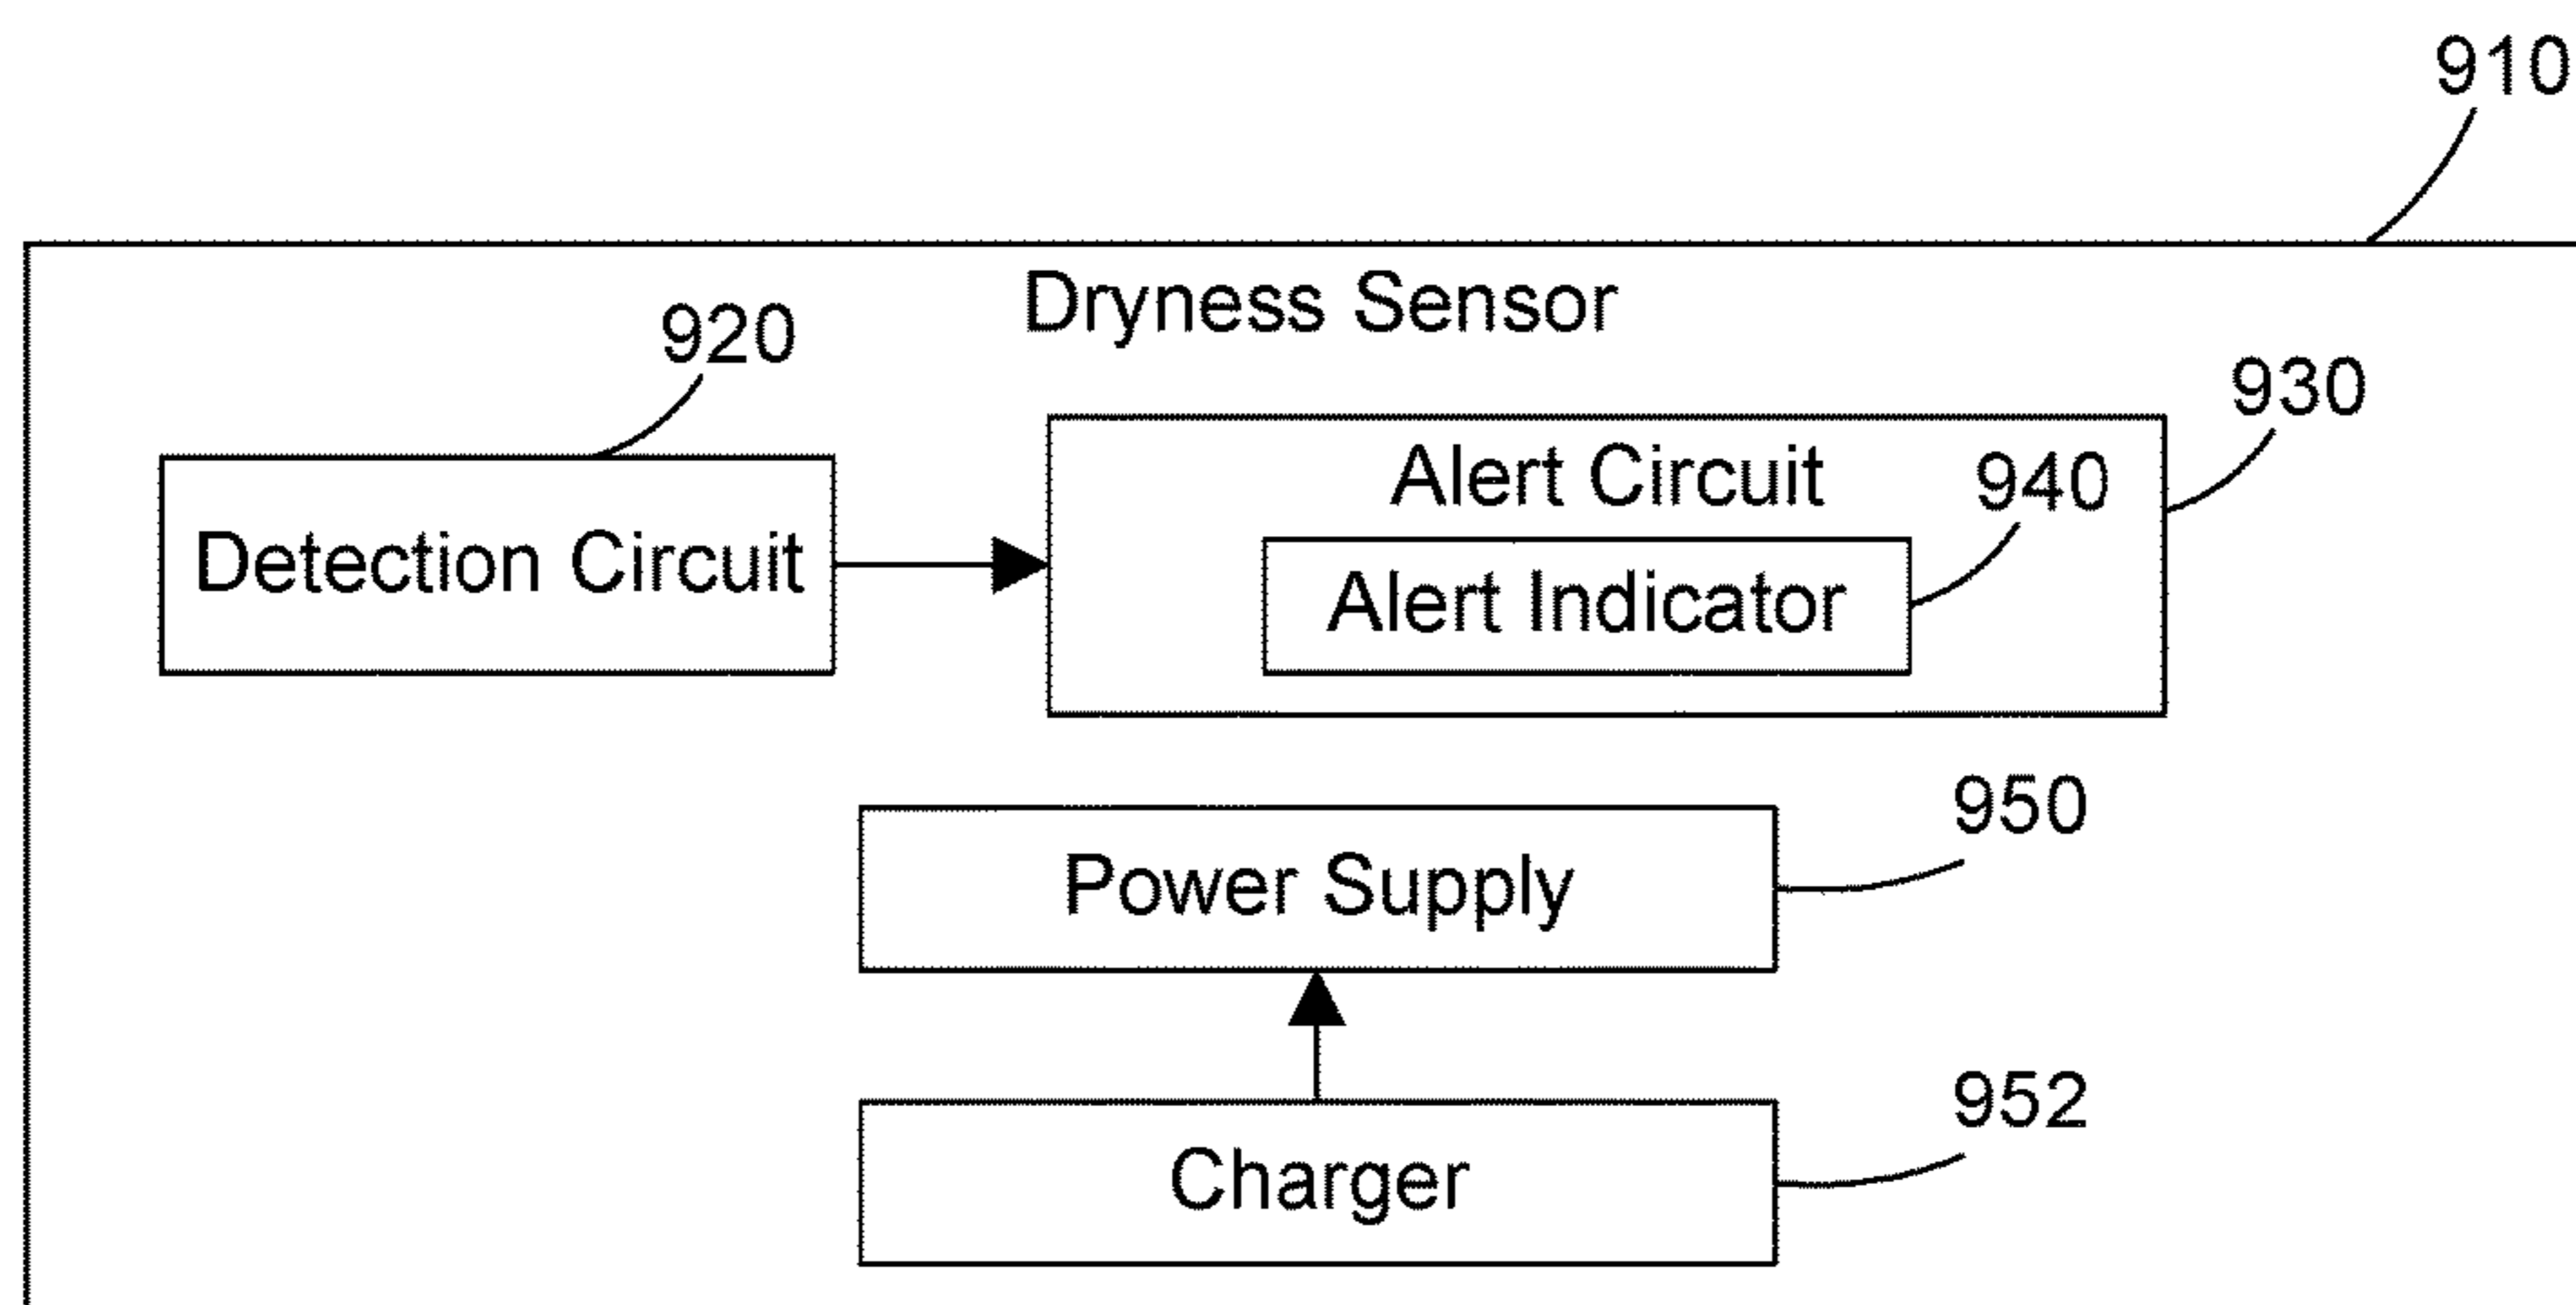 910
Dryness Sensor
920
930
Alert Circuit
940
Detection Circuit
Alert Indicator
950
Power Supply
952
Charger